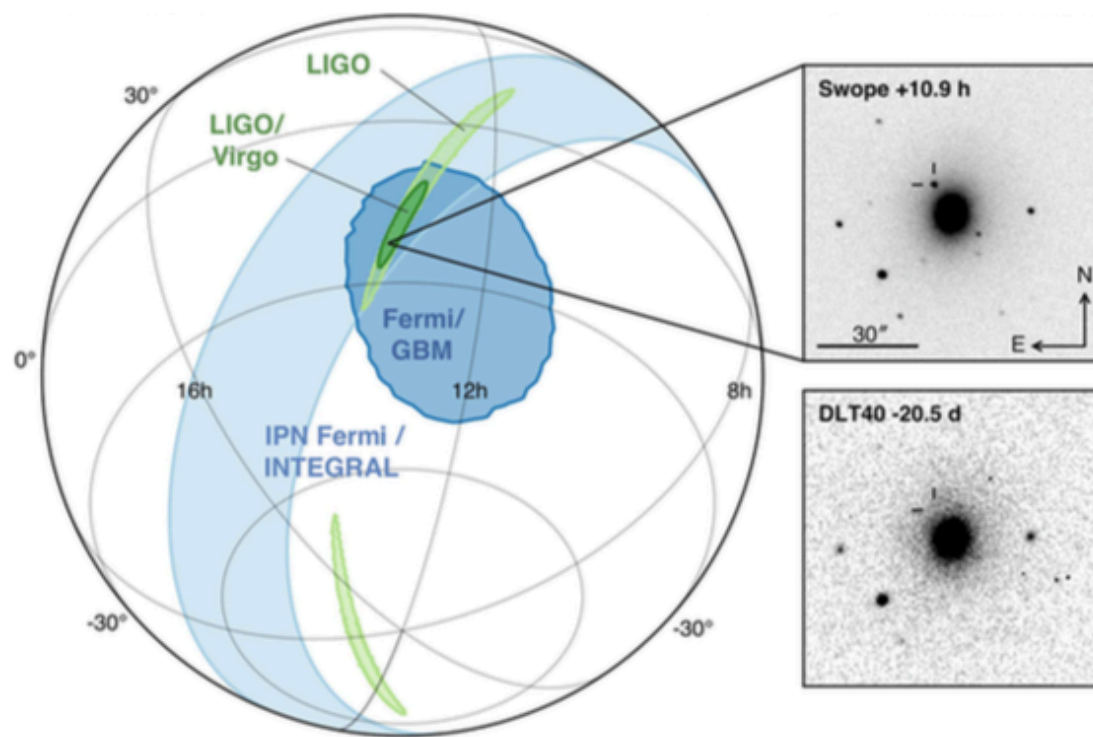 LIGO
30°
LIGO/
Virgo
Fermi/
GBM
0°
16h
12h
8h
IPN Fermi /
INTEGRAL
-30°
-30°
Swope +10.9 h
N
30"
E
DLT40 -20.5 d